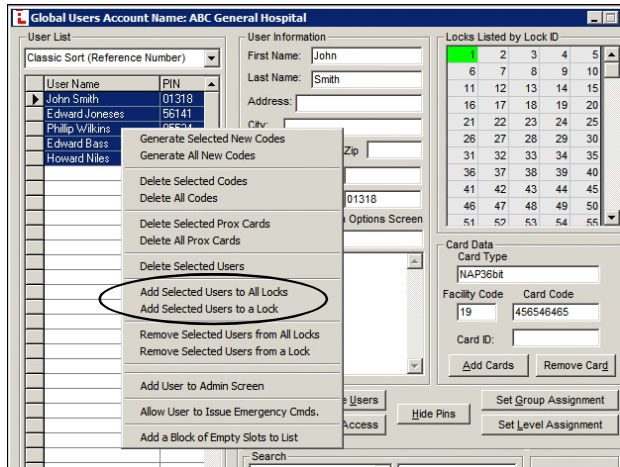 Global Users Account Name: ABC General Hospital
User List
Classic Sort (Reference Number)
User Name PIN
John Smith 01318
Edward Joneses 56141
Phillip Wilkins
Edward Bass
Howard Niles
Generate Selected New Codes
Generate All New Codes
Delete Selected Codes
Delete All Codes
Delete Selected Prox Cards
Delete All Prox Cards
Delete Selected Users
Add Selected Users to All Locks
Add Selected Users to a Lock
Remove Selected Users from All Locks
Remove Selected Users from a Lock
Add User to Admin Screen
Allow User to Issue Emergency Cmds.
Add a Block of Empty Slots to List
User Information
First Name: John
Last Name: Smith
Address:
City:
Zip
01318
Options Screen
Users
Access
Hide Pins
Search
Locks Listed by Lock ID
1 2 3 4 5
6 7 8 9 10
11 12 13 14 15
16 17 18 19 20
21 22 23 24 25
26 27 28 29 30
31 32 33 34 35
36 37 38 39 40
41 42 43 44 45
46 47 48 49 50
51 52 53 54 55
Card Data
Card Type
NAP36bit
Facility Code Card Code
19 456546465
Card ID:
Add Cards Remove Card
Set Group Assignment
Set Level Assignment